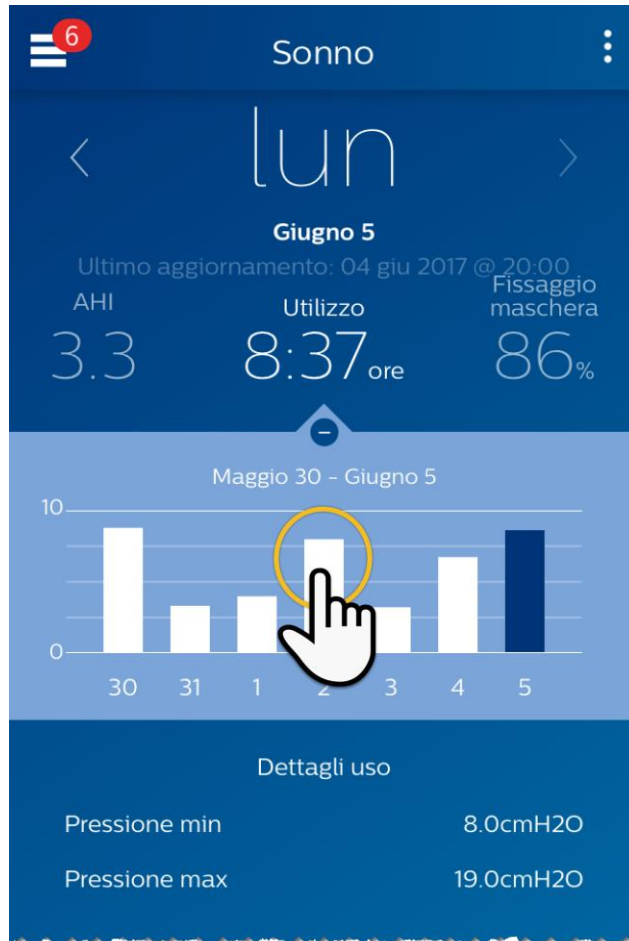 6
Sonno
lun
Giugno 5
Ultimo aggiornamento: 04 giu 2017 @ 20:00
AHI
Utilizzo
Fissaggio
maschera
3.3
8:37 ore
86%
Maggio 30 - Giugno 5
10
0
30 31 1 2 3 4 5
Dettagli uso
Pressione min 8.0cmH2O
Pressione max 19.0cmH2O